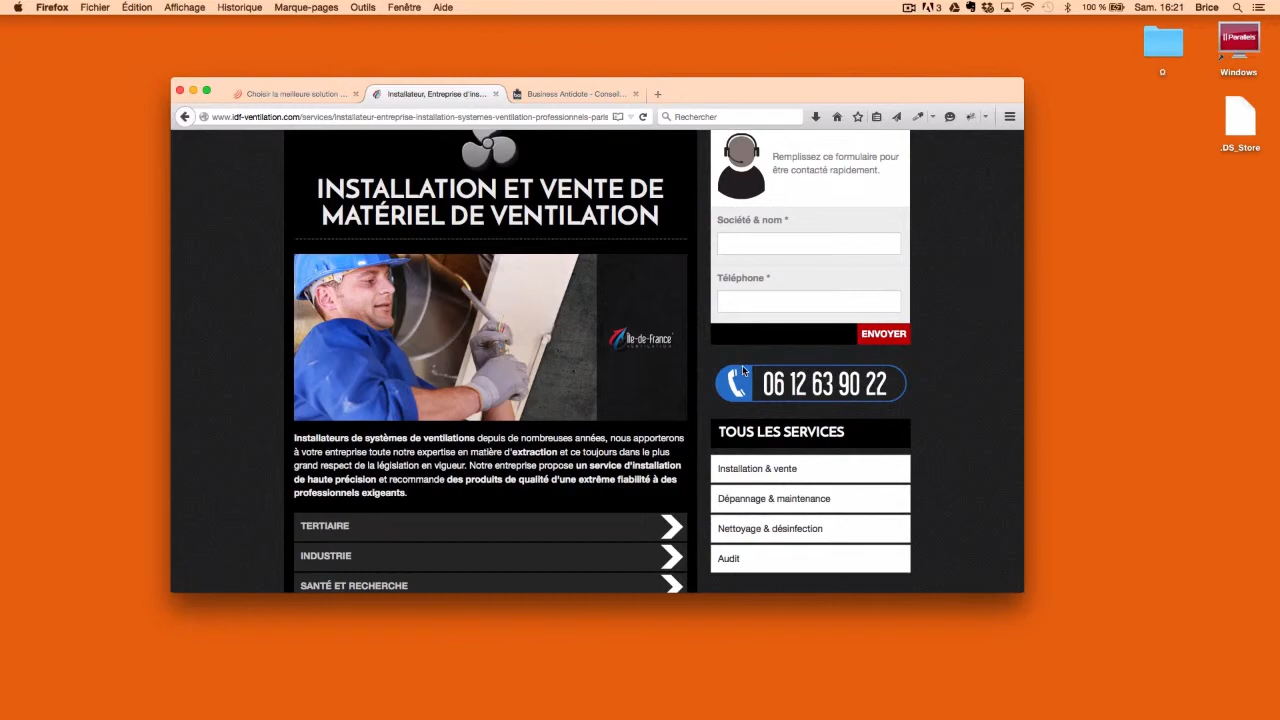 Firefox Fichier Édition Affichage Historique Marque-pages Outils Fenêtre Aide
3 100 % Sam. 16:21 Brice
Parallels
Ω
Windows
.DS_Store
Choisir la meilleure solution ...
Installateur, Entreprise d'ins...
Business Antidote - Conseil...
www.idf-ventilation.com/services/installateur-entreprise-installation-systemes-ventilation-professionnels-paris
Rechercher
INSTALLATION ET VENTE DE
MATÉRIEL DE VENTILATION
Île-de-France
VENTILATION
Installateurs de systèmes de ventilations depuis de nombreuses années, nous apporterons
à votre entreprise toute notre expertise en matière d'extraction et ce toujours dans le plus
grand respect de la législation en vigueur. Notre entreprise propose un service d'installation
de haute précision et recommande des produits de qualité d'une extrême fiabilité à des
professionnels exigeants.
TERTIAIRE
INDUSTRIE
SANTÉ ET RECHERCHE
Remplissez ce formulaire pour
être contacté rapidement.
Société & nom *
Téléphone *
ENVOYER
06 12 63 90 22
TOUS LES SERVICES
Installation & vente
Dépannage & maintenance
Nettoyage & désinfection
Audit